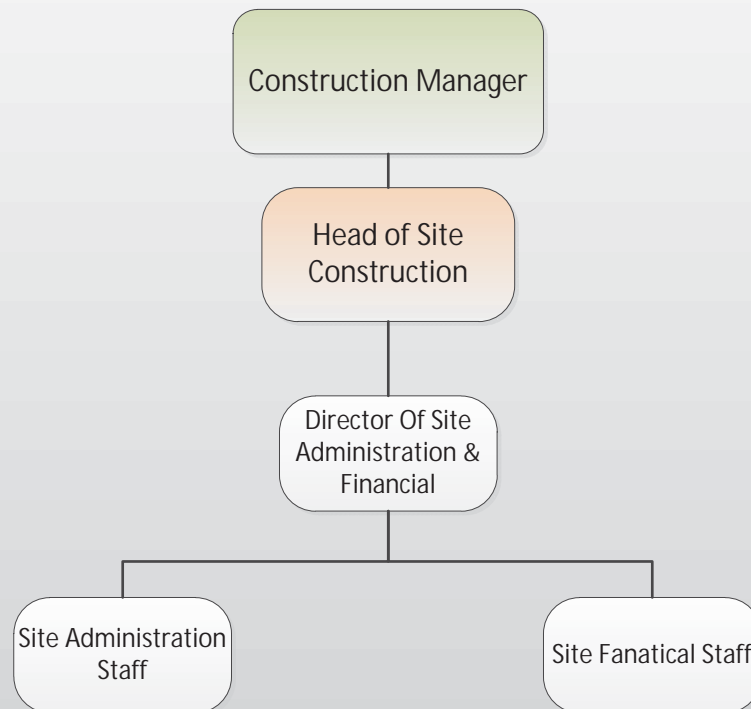 Construction Manager
Head of Site
Construction
Director Of Site
Administration &
Financial
Site Administration
Staff
Site Fanatical Staff